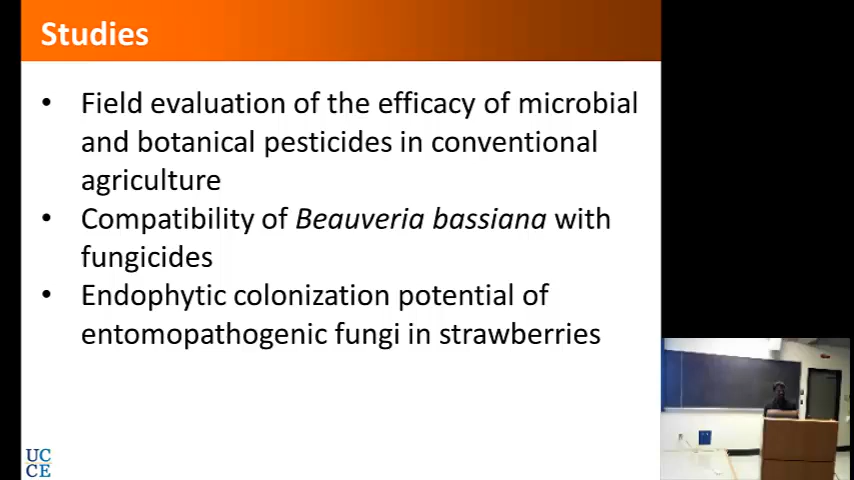 Studies
• Field evaluation of the efficacy of microbial
and botanical pesticides in conventional
agriculture
• Compatibility of Beauveria bassiana with
fungicides
• Endophytic colonization potential of
entomopathogenic fungi in strawberries
UC
CE